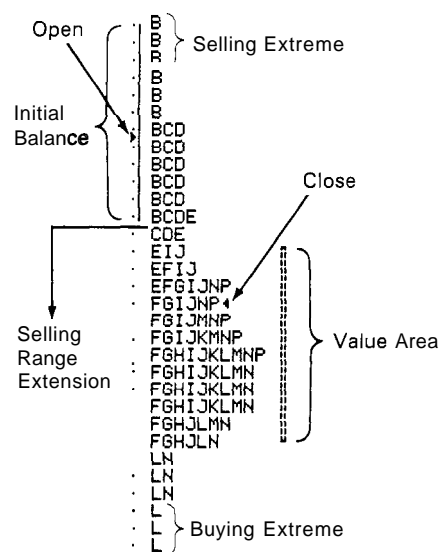 Open
B
B
B
Selling Extreme
B
B
B
Initial
Balance
BCD
BCD
BCD
BCD
BCD
BCDE
CDE
Close
EIJ
EFIJ
EFGIJNP
FGIJNP
FGIJMNP
FGIJKMNP
FGHIJKLMNP
FGHIJKLMN
FGHIJKLMN
FGHIJKLMN
FGHJLMN
FGHJLN
Selling
Range
Extension
Value Area
LN
LN
LN
L
L
L
Buying Extreme